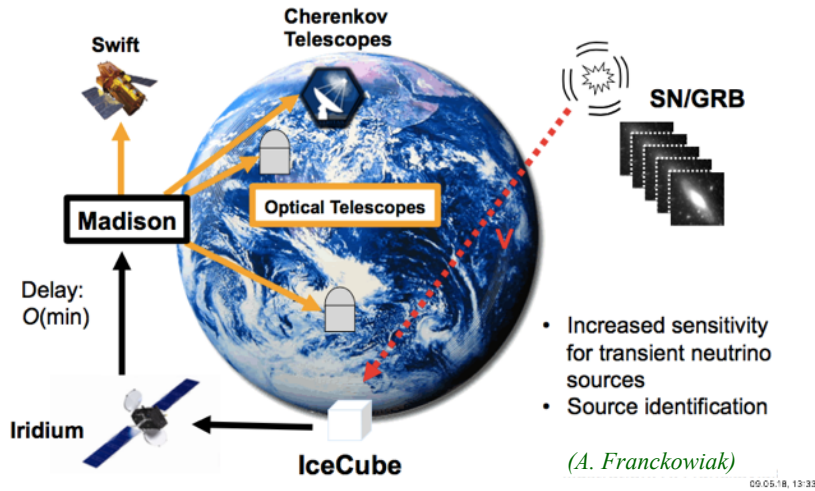 Cherenkov
Telescopes
Swift
SN/GRB
Optical Telescopes
Madison
ν
Delay:
O(min)
• Increased sensitivity
for transient neutrino
sources
• Source identification
Iridium
IceCube
(A. Franckowiak)
09.05.18, 13:33